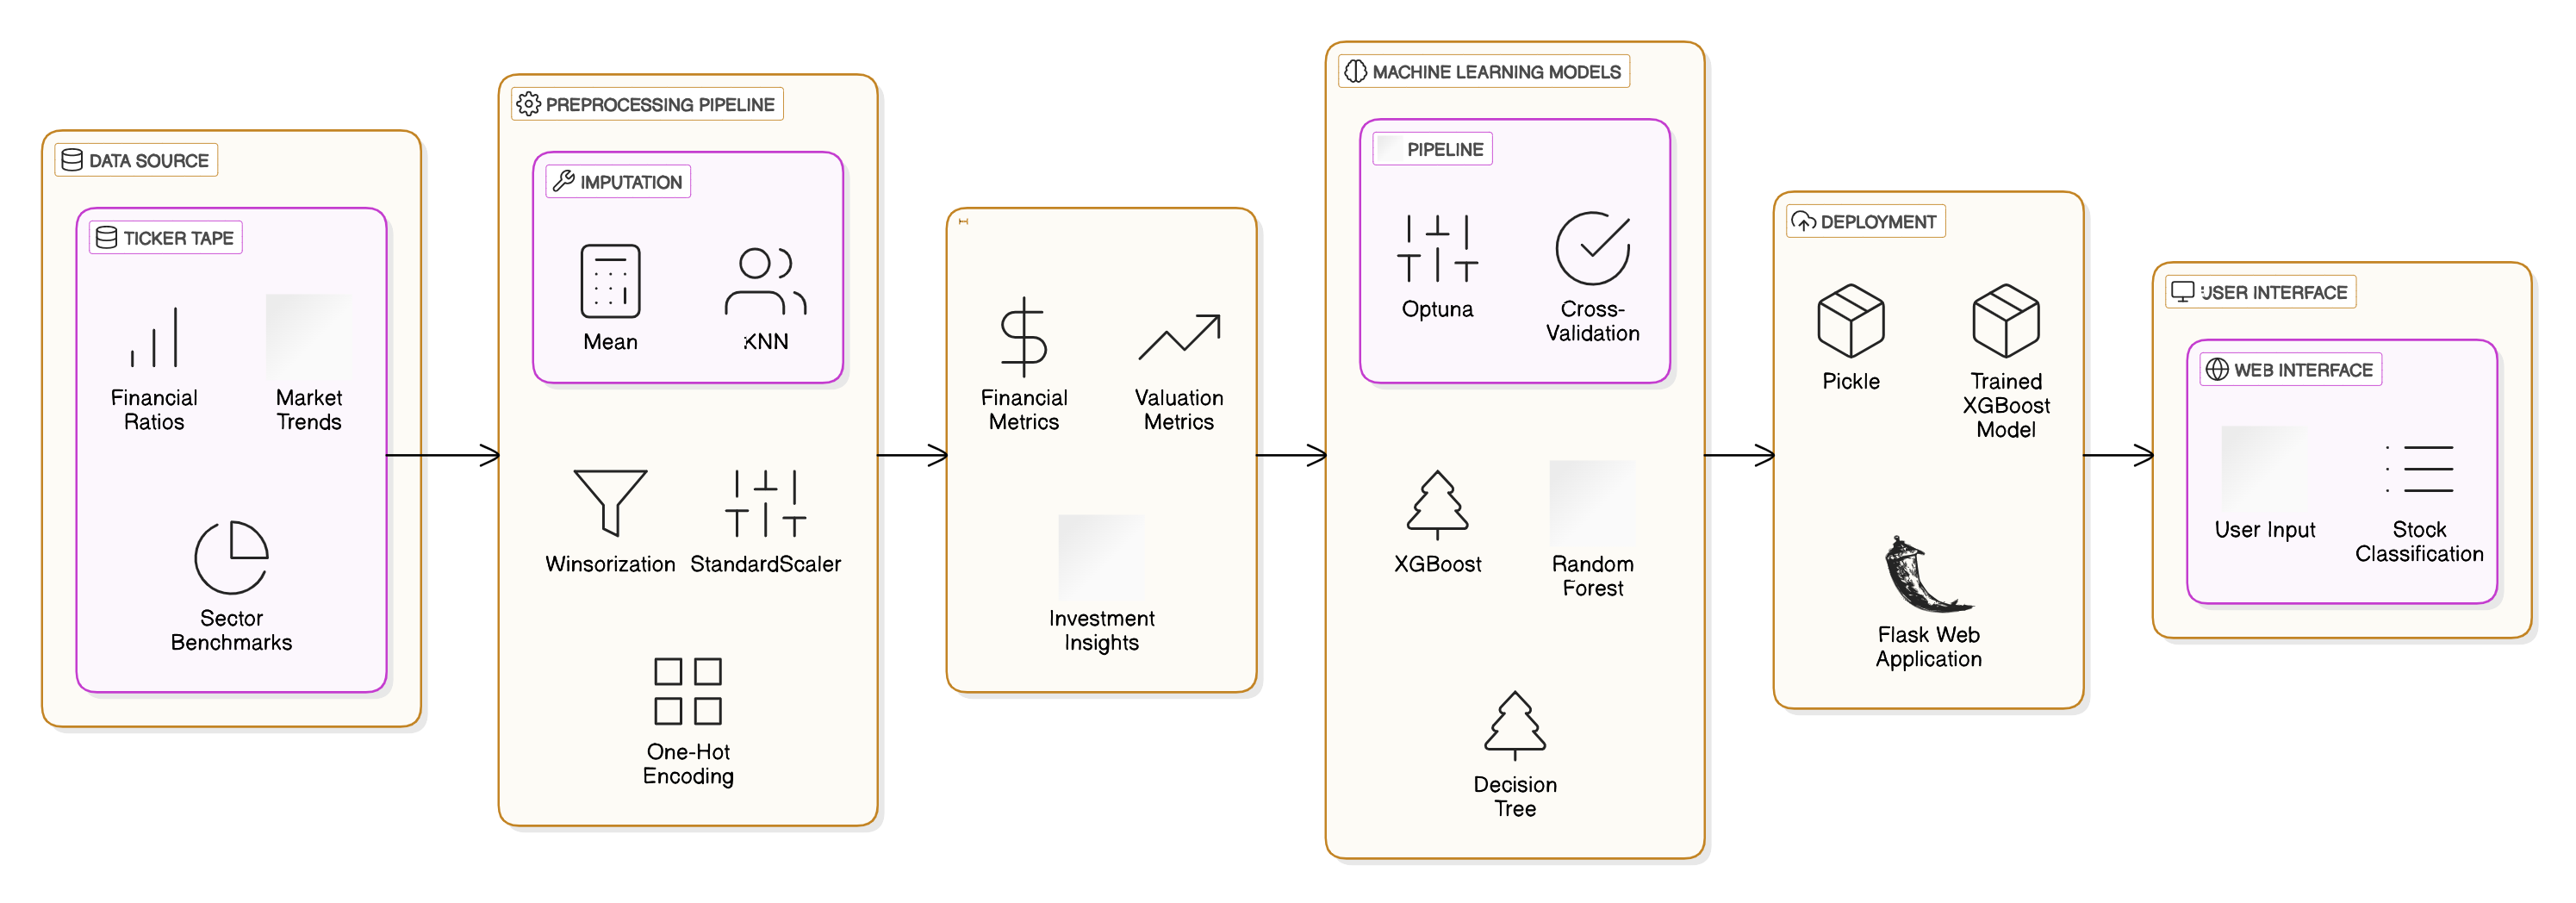 DATA SOURCE
TICKER TAPE
Financial
Ratios
Market
Trends
Sector
Benchmarks
PREPROCESSING PIPELINE
IMPUTATION
Mean
KNN
Winsorization
StandardScaler
One-Hot
Encoding
Financial
Metrics
Valuation
Metrics
Investment
Insights
MACHINE LEARNING MODELS
PIPELINE
Optuna
Cross-
Validation
XGBoost
Random
Forest
Decision
Tree
DEPLOYMENT
Pickle
Trained
XGBoost
Model
Flask Web
Application
USER INTERFACE
WEB INTERFACE
User Input
Stock
Classification